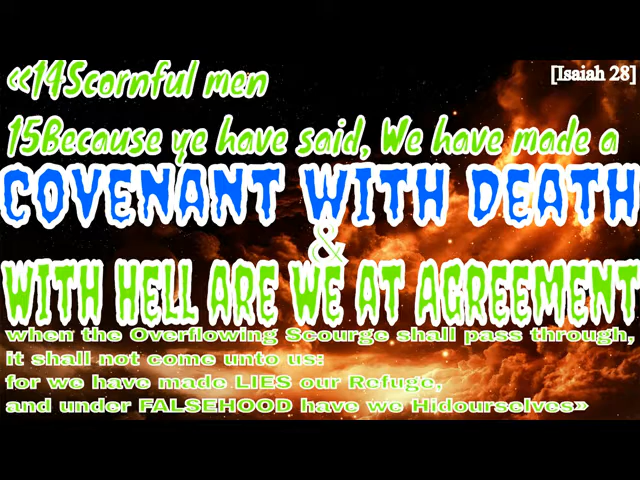 «14Scornful men
[Isaiah 28]
15Because ye have said, We have made a
COVENANT WITH DEATH
&
WITH HELL ARE WE AT AGREEMENT
when the Overflowing Scourge shall pass through,
it shall not come unto us:
for we have made LIES our Refuge,
and under FALSEHOOD have we Hidourselves»